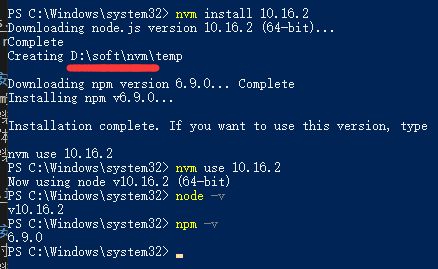 PS C:\Windows\system32> nvm install 10.16.2
Downloading node.js version 10.16.2 (64-bit)...
Complete
Creating D:\soft\nvm\temp
Downloading npm version 6.9.0... Complete
Installing npm v6.9.0...
Installation complete. If you want to use this version, type
nvm use 10.16.2
PS C:\Windows\system32> nvm use 10.16.2
Now using node v10.16.2 (64-bit)
PS C:\Windows\system32> node -v
v10.16.2
PS C:\Windows\system32> npm -v
6.9.0
PS C:\Windows\system32>